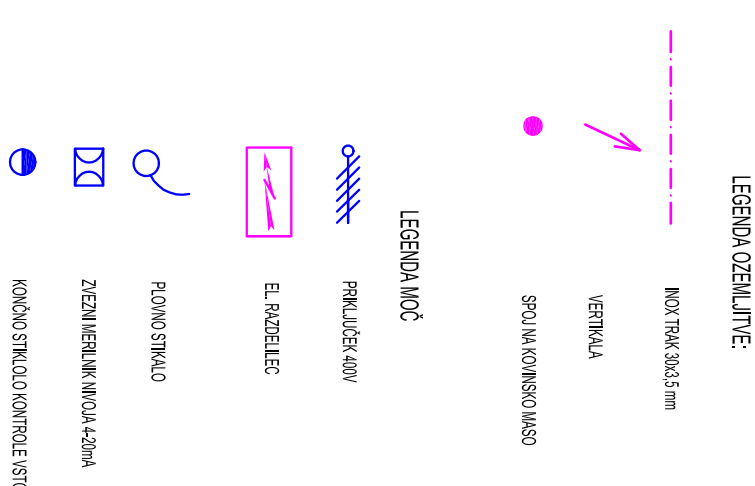 LEGENDA OZEMLJITVE:
INOX TRAK 30x3,5 mm
VERTIKALA
SPOJ NA KOVINSKO MASO
LEGENDA MOČ
PRIKLJUČEK 400V
EL. RAZDELILEC
PLOVNO STIKALO
ZVEZNI MERILNIK NIVOJA 4-20mA
KONČNO STIKLOLO KONTROLE